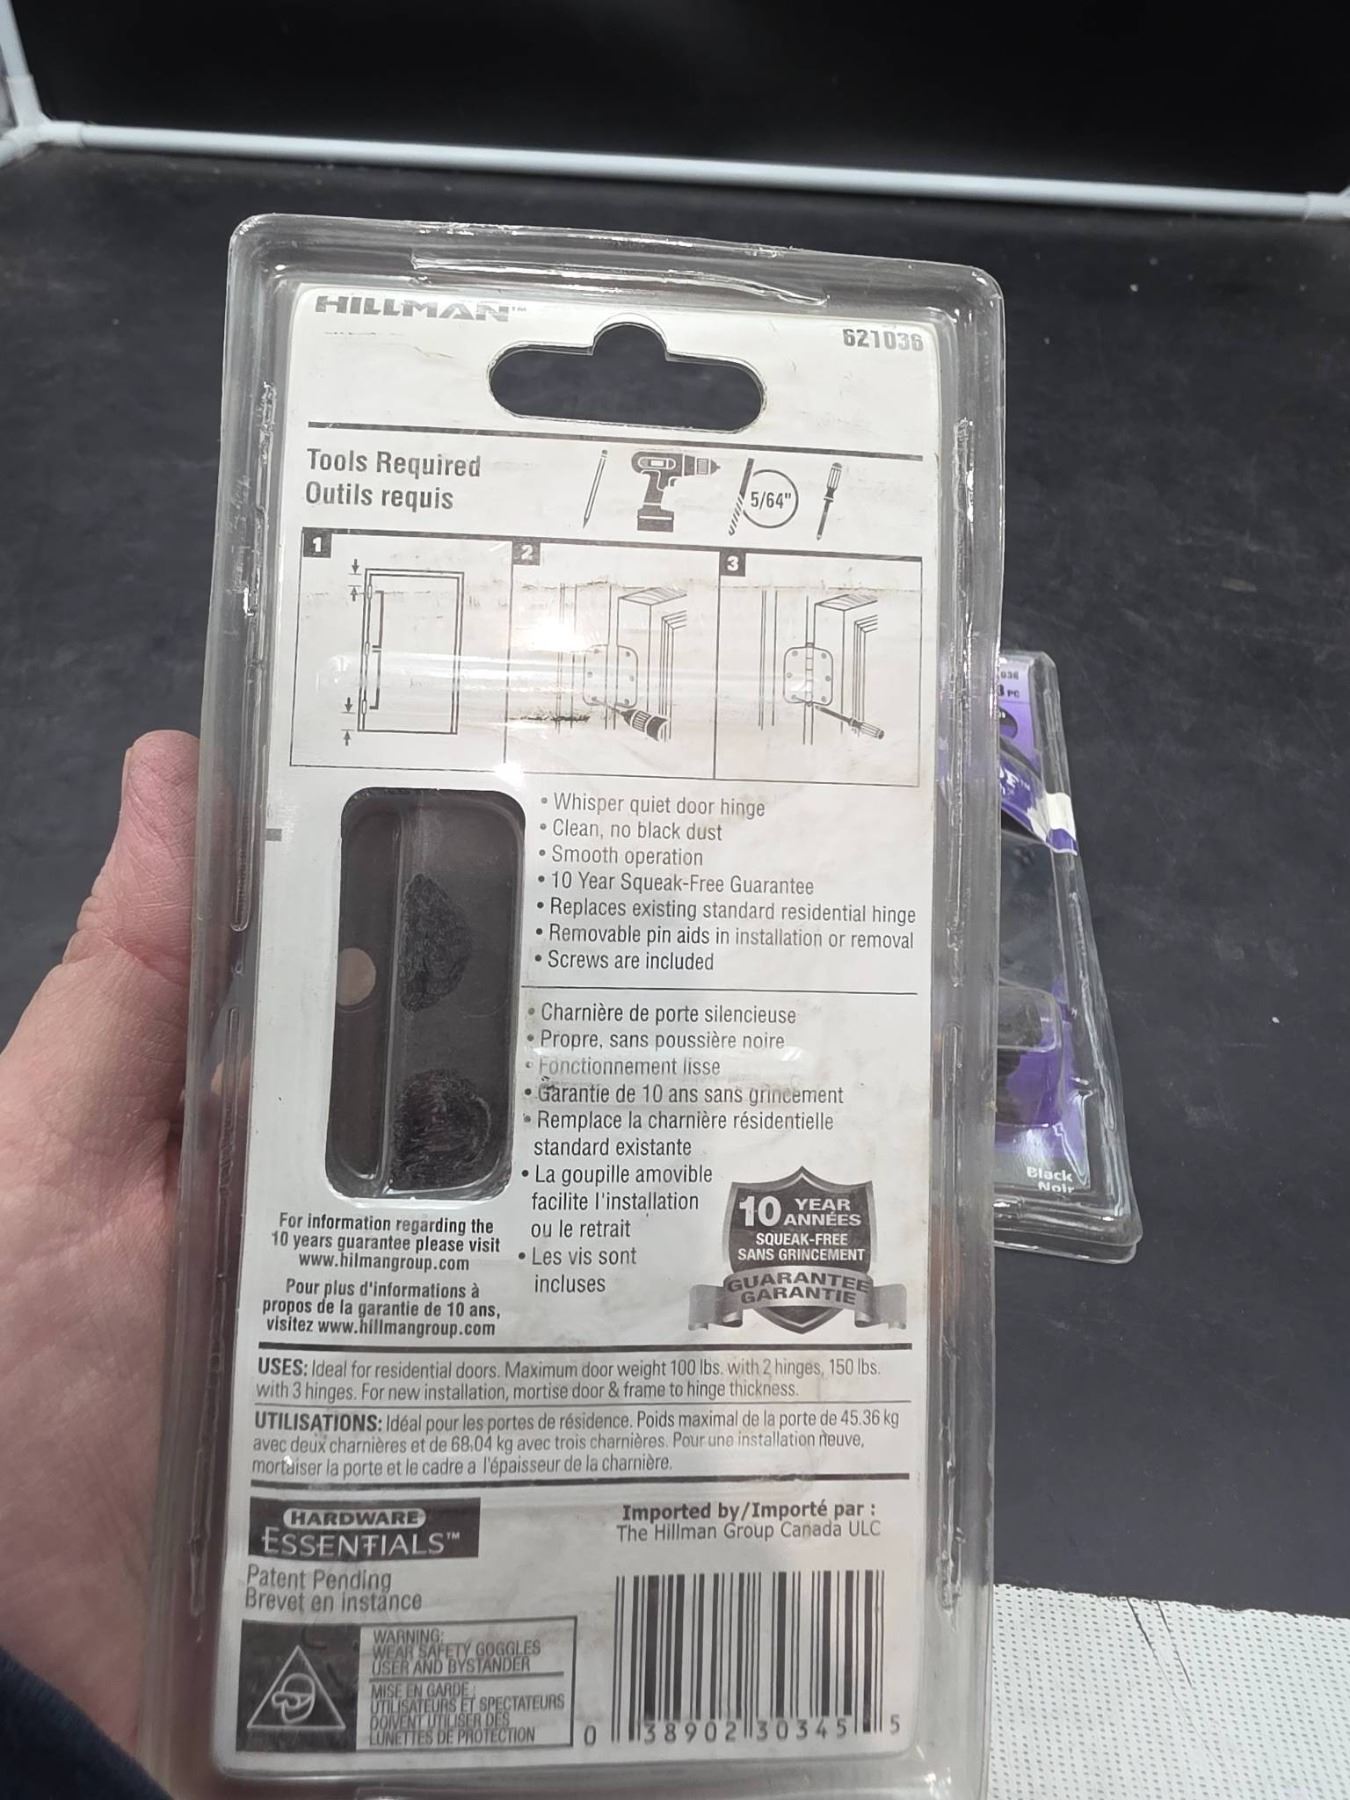 HILLMAN™
621036
Tools Required
Outils requis
5/64"
1
2
3
• Whisper quiet door hinge
• Clean, no black dust
• Smooth operation
• 10 Year Squeak-Free Guarantee
• Replaces existing standard residential hinge
• Removable pin aids in installation or removal
• Screws are included
• Charnière de porte silencieuse
• Propre, sans poussière noire
• Fonctionnement lisse
• Garantie de 10 ans sans grincement
• Remplace la charnière résidentielle
standard existante
• La goupille amovible
facilite l'installation
ou le retrait
• Les vis sont
incluses
For information regarding the
10 years guarantee please visit
www.hilmangroup.com
Pour plus d'informations à
propos de la garantie de 10 ans,
visitez www.hillmangroup.com
10 YEAR
ANNÉES
SQUEAK-FREE
SANS GRINCEMENT
GUARANTEE
GARANTIE
USES: Ideal for residential doors. Maximum door weight 100 lbs. with 2 hinges, 150 lbs.
with 3 hinges. For new installation, mortise door & frame to hinge thickness.
UTILISATIONS: Idéal pour les portes de résidence. Poids maximal de la porte de 45.36 kg
avec deux charnières et de 68,04 kg avec trois charnières. Pour une installation neuve,
mortaiser la porte et le cadre a l'épaisseur de la charnière.
HARDWARE
ESSENTIALS™
Patent Pending
Brevet en instance
Imported by/Importé par :
The Hillman Group Canada ULC
WARNING:
WEAR SAFETY GOGGLES
USER AND BYSTANDER
MISE EN GARDE :
UTILISATEURS ET SPECTATEURS
DOIVENT UTILISER DES
LUNETTES DE PROTECTION
0 38902 30345 5
036
3 PC
DE™
Black
Noir